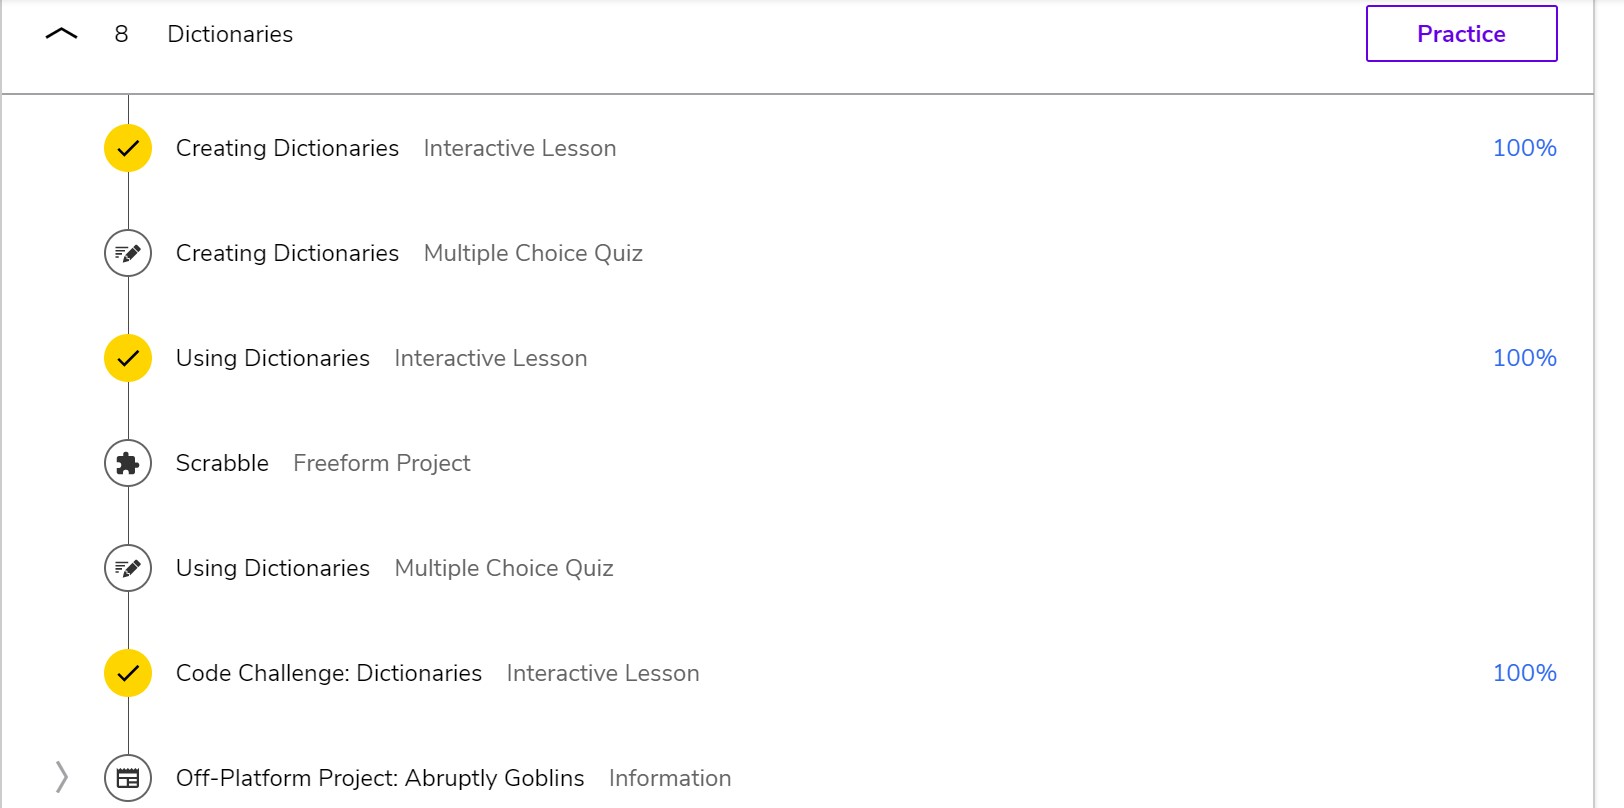 8 Dictionaries Practice
Creating Dictionaries Interactive Lesson 100%
Creating Dictionaries Multiple Choice Quiz
Using Dictionaries Interactive Lesson 100%
Scrabble Freeform Project
Using Dictionaries Multiple Choice Quiz
Code Challenge: Dictionaries Interactive Lesson 100%
Off-Platform Project: Abruptly Goblins Information